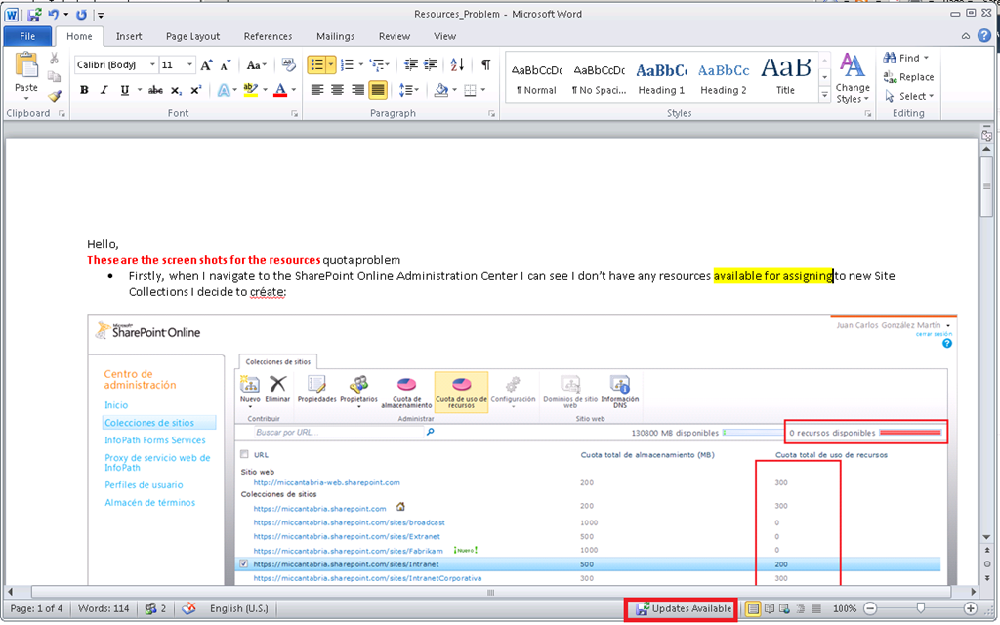 Resources_Problem - Microsoft Word
File Home Insert Page Layout References Mailings Review View
Calibri (Body) 11
Paste
B I U abc X₂ X²
AaBbCcDc AaBbCcDc AaBbC AaBbCc AaB
¶ Normal ¶ No Spaci... Heading 1 Heading 2 Title
Change Styles
Find
Replace
Select
Clipboard Font Paragraph Styles Editing
Hello,
These are the screen shots for the resources quota problem
• Firstly, when I navigate to the SharePoint Online Administration Center I can see I don't have any resources available for assigning to new Site
Collections I decide to créate:
Microsoft
SharePoint Online
Juan Carlos González Martín
cerrar sesión
Centro de
administración
Inicio
Colecciones de sitios
InfoPath Forms Services
Proxy de servicio web de
InfoPath
Perfiles de usuario
Almacén de términos
Colecciones de sitios
Nuevo Eliminar Propiedades Propietarios Cuota de almacenamiento Cuota de uso de recursos Configuración Dominios de sitio web Información DNS
Contribuir Administrar Sitio web
Buscar por URL... 130800 MB disponibles 0 recursos disponibles
URL Cuota total de almacenamiento (MB) Cuota total de uso de recursos
Sitio web
http://miccantabria-web.sharepoint.com 200 300
Colecciones de sitios
https://miccantabria.sharepoint.com 200 300
https://miccantabria.sharepoint.com/sites/broadcast 1000 0
https://miccantabria.sharepoint.com/sites/Extranet 500 0
https://miccantabria.sharepoint.com/sites/Fabrikam ¡Nuevo! 1000 0
https://miccantabria.sharepoint.com/sites/Intranet 500 200
https://miccantabria.sharepoint.com/sites/IntranetCorporativa 300 300
Page: 1 of 4 Words: 114 2 English (U.S.) Updates Available 100%